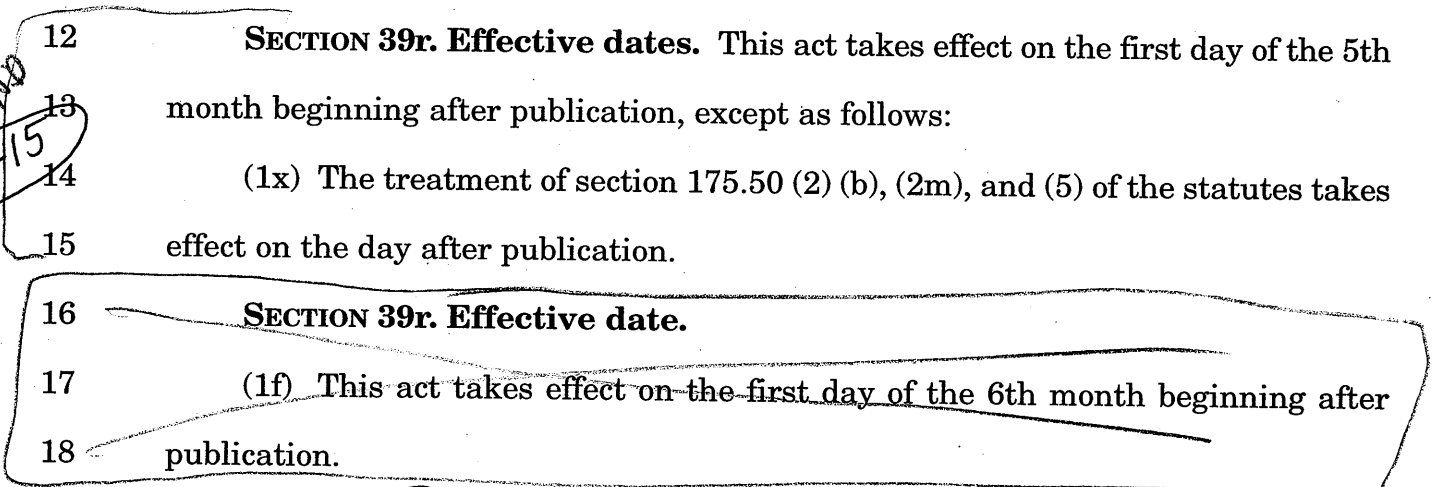 12 SECTION 39r. Effective dates. This act takes effect on the first day of the 5th
13 month beginning after publication, except as follows:
15
14 (1x) The treatment of section 175.50 (2) (b), (2m), and (5) of the statutes takes
15 effect on the day after publication.
16 SECTION 39r. Effective date.
17 (1f) This act takes effect on the first day of the 6th month beginning after
18 publication.